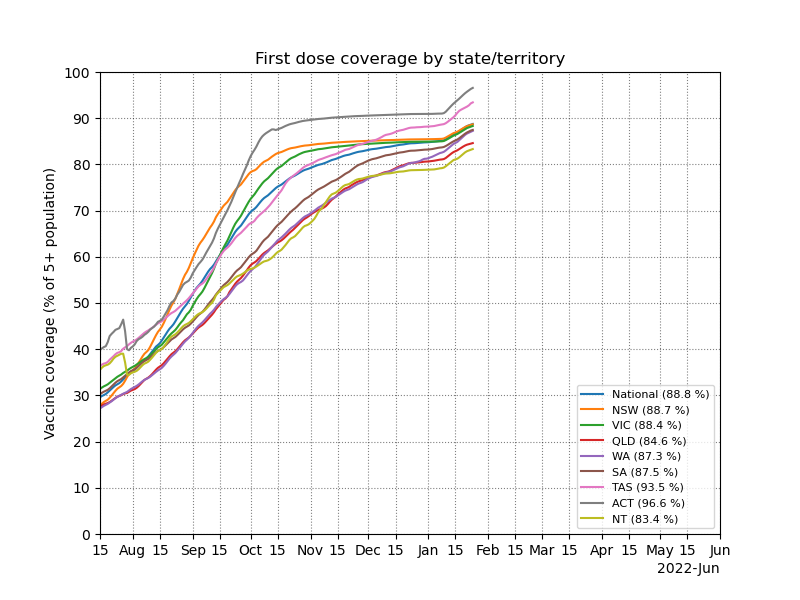 First dose coverage by state/territory
Vaccine coverage (% of 5+ population)
100
90
80
70
60
50
40
30
20
10
0
National (88.8 %)
NSW (88.7 %)
VIC (88.4 %)
QLD (84.6 %)
WA (87.3 %)
SA (87.5 %)
TAS (93.5 %)
ACT (96.6 %)
NT (83.4 %)
15 Aug 15 Sep 15 Oct 15 Nov 15 Dec 15 Jan 15 Feb 15 Mar 15 Apr 15 May 15 Jun
2022-Jun